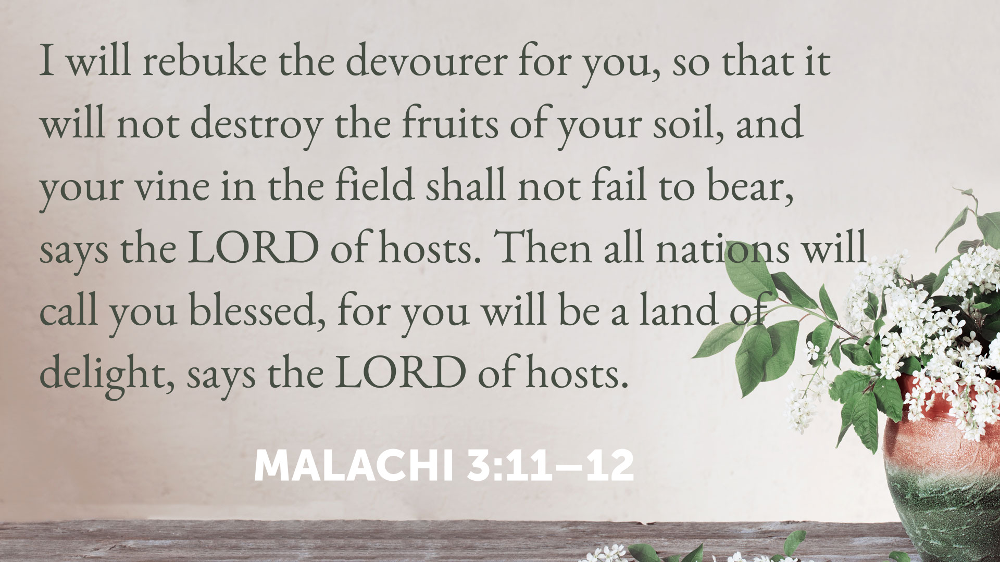 I will rebuke the devourer for you, so that it
will not destroy the fruits of your soil, and
your vine in the field shall not fail to bear,
says the LORD of hosts. Then all nations will
call you blessed, for you will be a land of
delight, says the LORD of hosts.
MALACHI 3:11–12